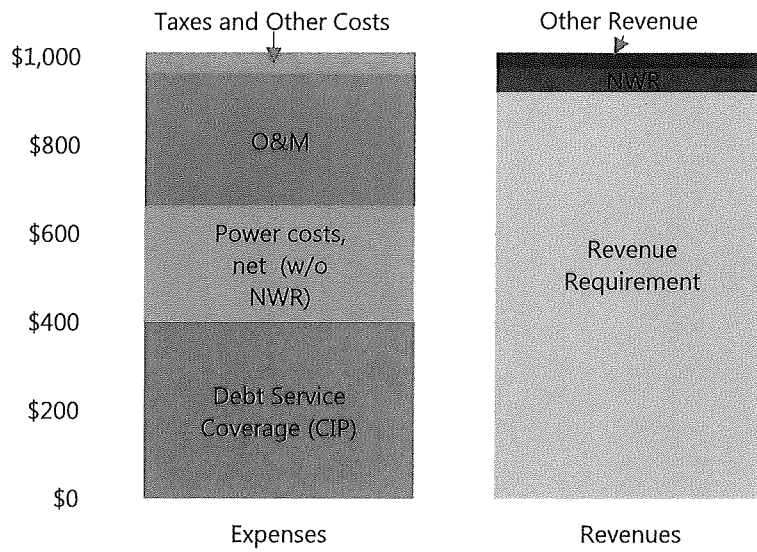 Taxes and Other Costs
Other Revenue
$1,000
$800
$600
$400
$200
$0
O&M
Power costs,
net (w/o
NWR)
Debt Service
Coverage (CIP)
NWR
Revenue
Requirement
Expenses
Revenues